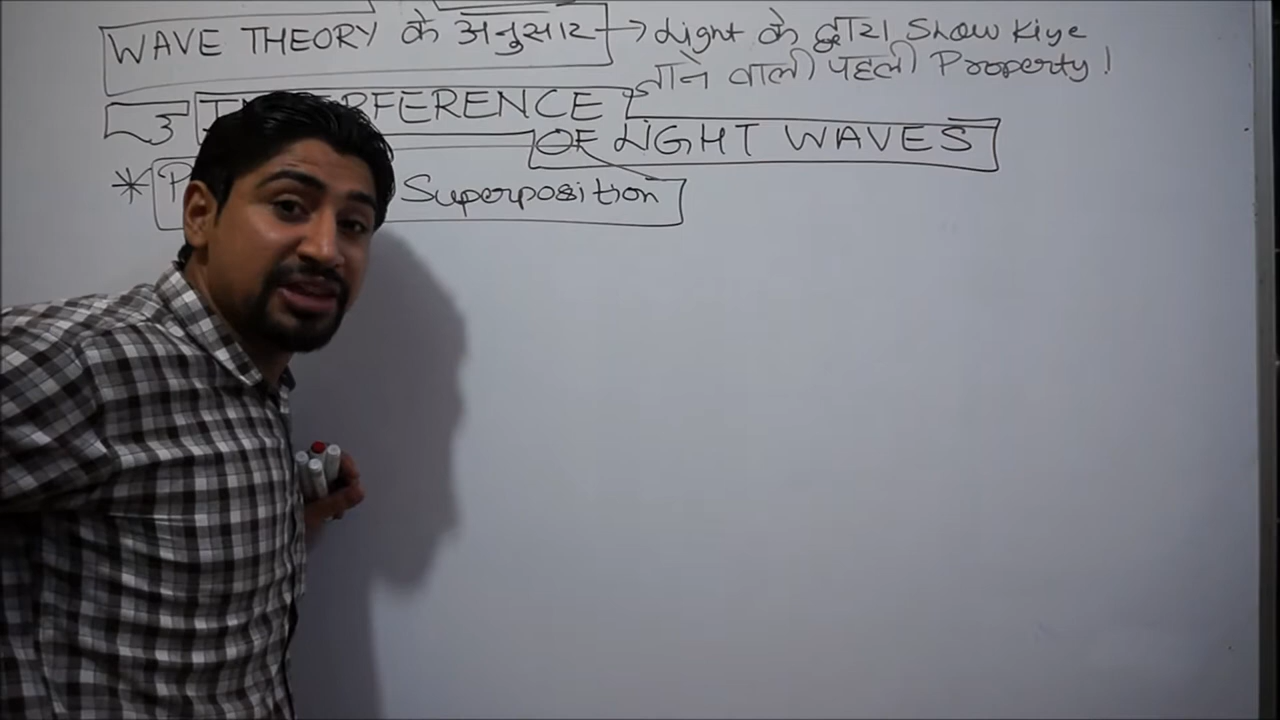 WAVE THEORY के अनुसार → Light के द्वारा Show Kiye
जाने वाली पहली Property !
INTERFERENCE
OF LIGHT WAVES
* Superposition